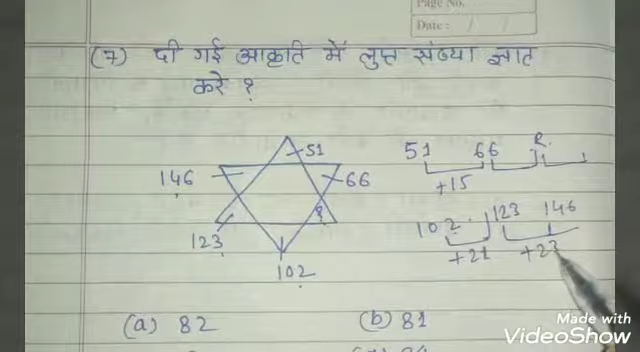 Page No.
Date: / /
(7) दी गई आकृति में लुप्त संख्या ज्ञात
करे ?
51
146
66
?
123
102
51 66
+15
102 123 146
+21 +23
(a) 82 (b) 81
Made with
VideoShow